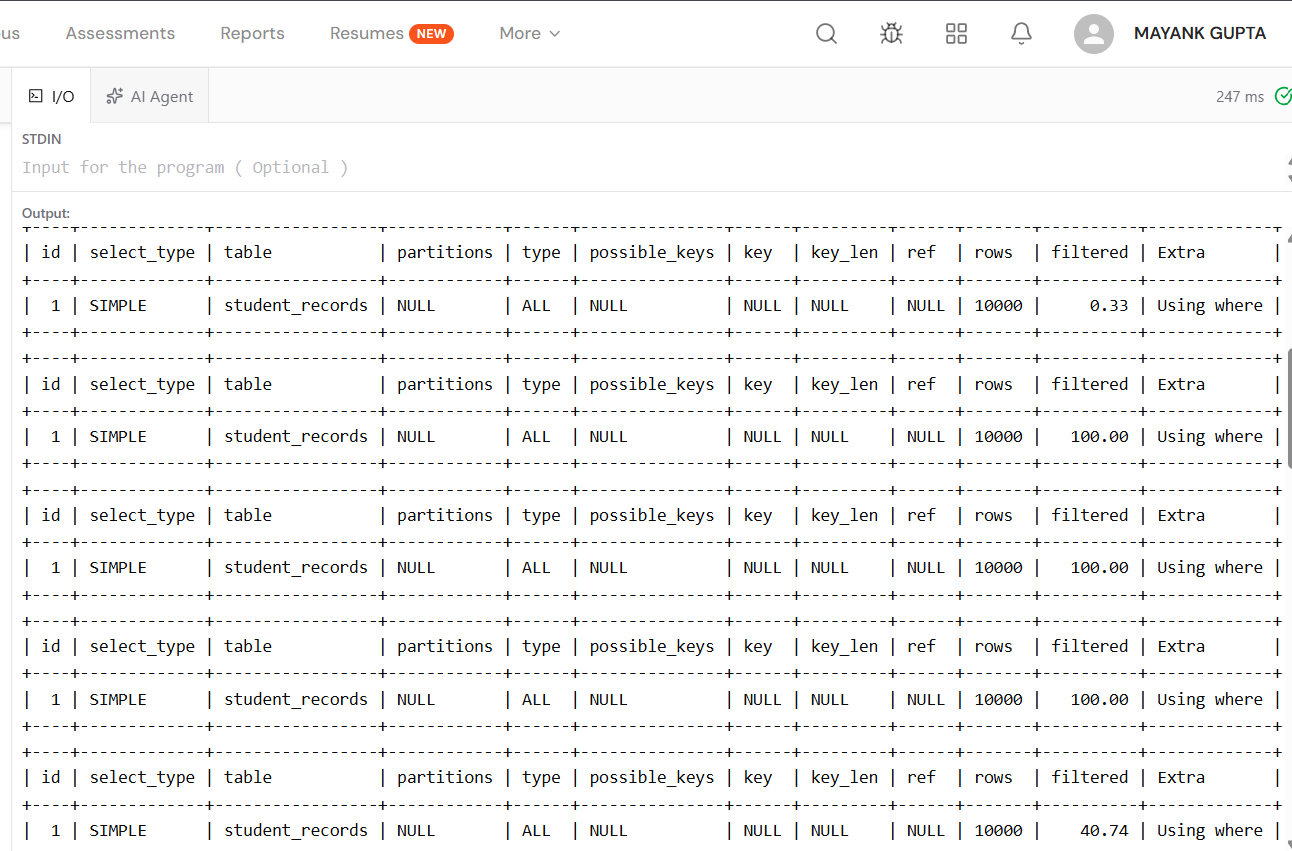 us Assessments Reports Resumes NEW More MAYANK GUPTA
I/O AI Agent 247 ms
STDIN
Input for the program ( Optional )
Output:
+----+-------------+-----------------+------------+------+---------------+------+---------+------+-------+----------+-------------+
| id | select_type | table           | partitions | type | possible_keys | key  | key_len | ref  | rows  | filtered | Extra       |
+----+-------------+-----------------+------------+------+---------------+------+---------+------+-------+----------+-------------+
|  1 | SIMPLE      | student_records | NULL       | ALL  | NULL          | NULL | NULL    | NULL | 10000 |     0.33 | Using where |
+----+-------------+-----------------+------------+------+---------------+------+---------+------+-------+----------+-------------+
+----+-------------+-----------------+------------+------+---------------+------+---------+------+-------+----------+-------------+
| id | select_type | table           | partitions | type | possible_keys | key  | key_len | ref  | rows  | filtered | Extra       |
+----+-------------+-----------------+------------+------+---------------+------+---------+------+-------+----------+-------------+
|  1 | SIMPLE      | student_records | NULL       | ALL  | NULL          | NULL | NULL    | NULL | 10000 |   100.00 | Using where |
+----+-------------+-----------------+------------+------+---------------+------+---------+------+-------+----------+-------------+
+----+-------------+-----------------+------------+------+---------------+------+---------+------+-------+----------+-------------+
| id | select_type | table           | partitions | type | possible_keys | key  | key_len | ref  | rows  | filtered | Extra       |
+----+-------------+-----------------+------------+------+---------------+------+---------+------+-------+----------+-------------+
|  1 | SIMPLE      | student_records | NULL       | ALL  | NULL          | NULL | NULL    | NULL | 10000 |   100.00 | Using where |
+----+-------------+-----------------+------------+------+---------------+------+---------+------+-------+----------+-------------+
+----+-------------+-----------------+------------+------+---------------+------+---------+------+-------+----------+-------------+
| id | select_type | table           | partitions | type | possible_keys | key  | key_len | ref  | rows  | filtered | Extra       |
+----+-------------+-----------------+------------+------+---------------+------+---------+------+-------+----------+-------------+
|  1 | SIMPLE      | student_records | NULL       | ALL  | NULL          | NULL | NULL    | NULL | 10000 |   100.00 | Using where |
+----+-------------+-----------------+------------+------+---------------+------+---------+------+-------+----------+-------------+
+----+-------------+-----------------+------------+------+---------------+------+---------+------+-------+----------+-------------+
| id | select_type | table           | partitions | type | possible_keys | key  | key_len | ref  | rows  | filtered | Extra       |
+----+-------------+-----------------+------------+------+---------------+------+---------+------+-------+----------+-------------+
|  1 | SIMPLE      | student_records | NULL       | ALL  | NULL          | NULL | NULL    | NULL | 10000 |    40.74 | Using where |